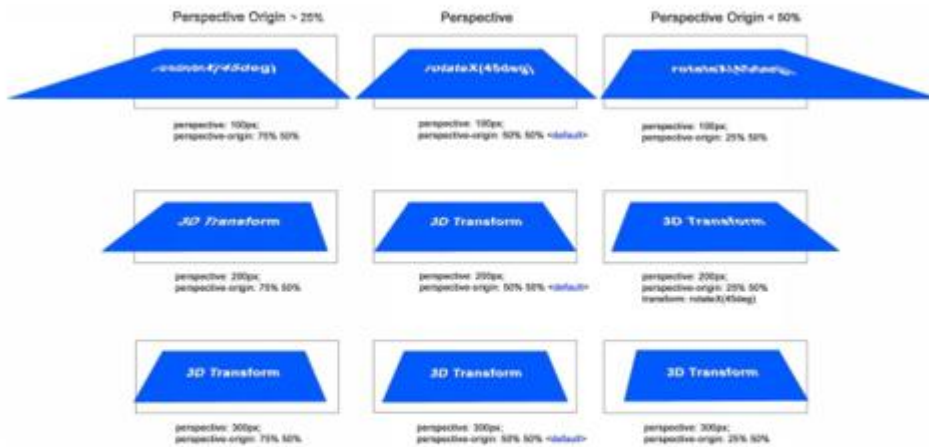 Perspective Origin > 25%
Perspective
Perspective Origin < 50%
rotateX(45deg)
rotateX(45deg)
perspective: 100px;
perspective-origin: 75% 50%
perspective: 100px;
perspective-origin: 50% 50% <default>
perspective: 100px;
perspective-origin: 25% 50%
3D Transform
3D Transform
3D Transform
perspective: 200px;
perspective-origin: 75% 50%
perspective: 200px;
perspective-origin: 50% 50% <default>
perspective: 200px;
perspective-origin: 25% 50%
transform: rotateX(45deg)
3D Transform
3D Transform
3D Transform
perspective: 300px;
perspective-origin: 75% 50%
perspective: 300px;
perspective-origin: 50% 50% <default>
perspective: 300px;
perspective-origin: 25% 50%